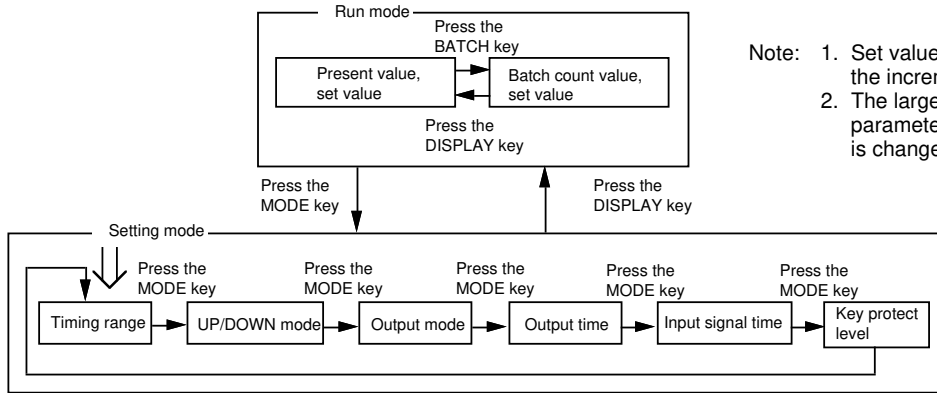 Run mode
Press the
BATCH key
Present value,
set value
Batch count value,
set value
Press the
DISPLAY key
Note: 1. Set value
the increm
2. The large
paramete
is change
Press the
MODE key
Press the
DISPLAY key
Setting mode
Press the
MODE key
Press the
MODE key
Press the
MODE key
Press the
MODE key
Press the
MODE key
Timing range
UP/DOWN mode
Output mode
Output time
Input signal time
Key protect
level